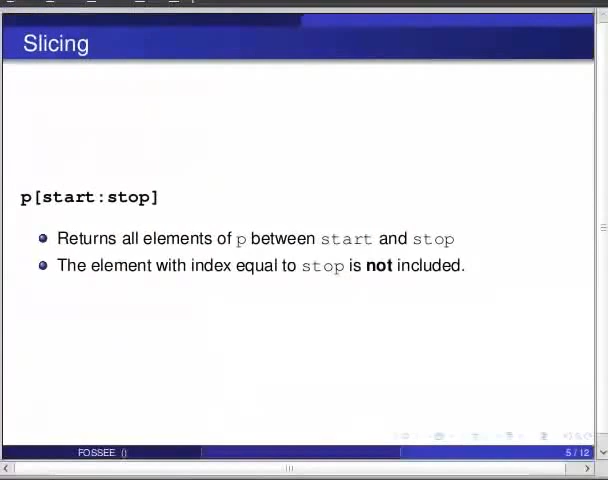 Slicing
p[start:stop]
Returns all elements of p between start and stop
The element with index equal to stop is not included.
FOSSEE ()
5 / 12